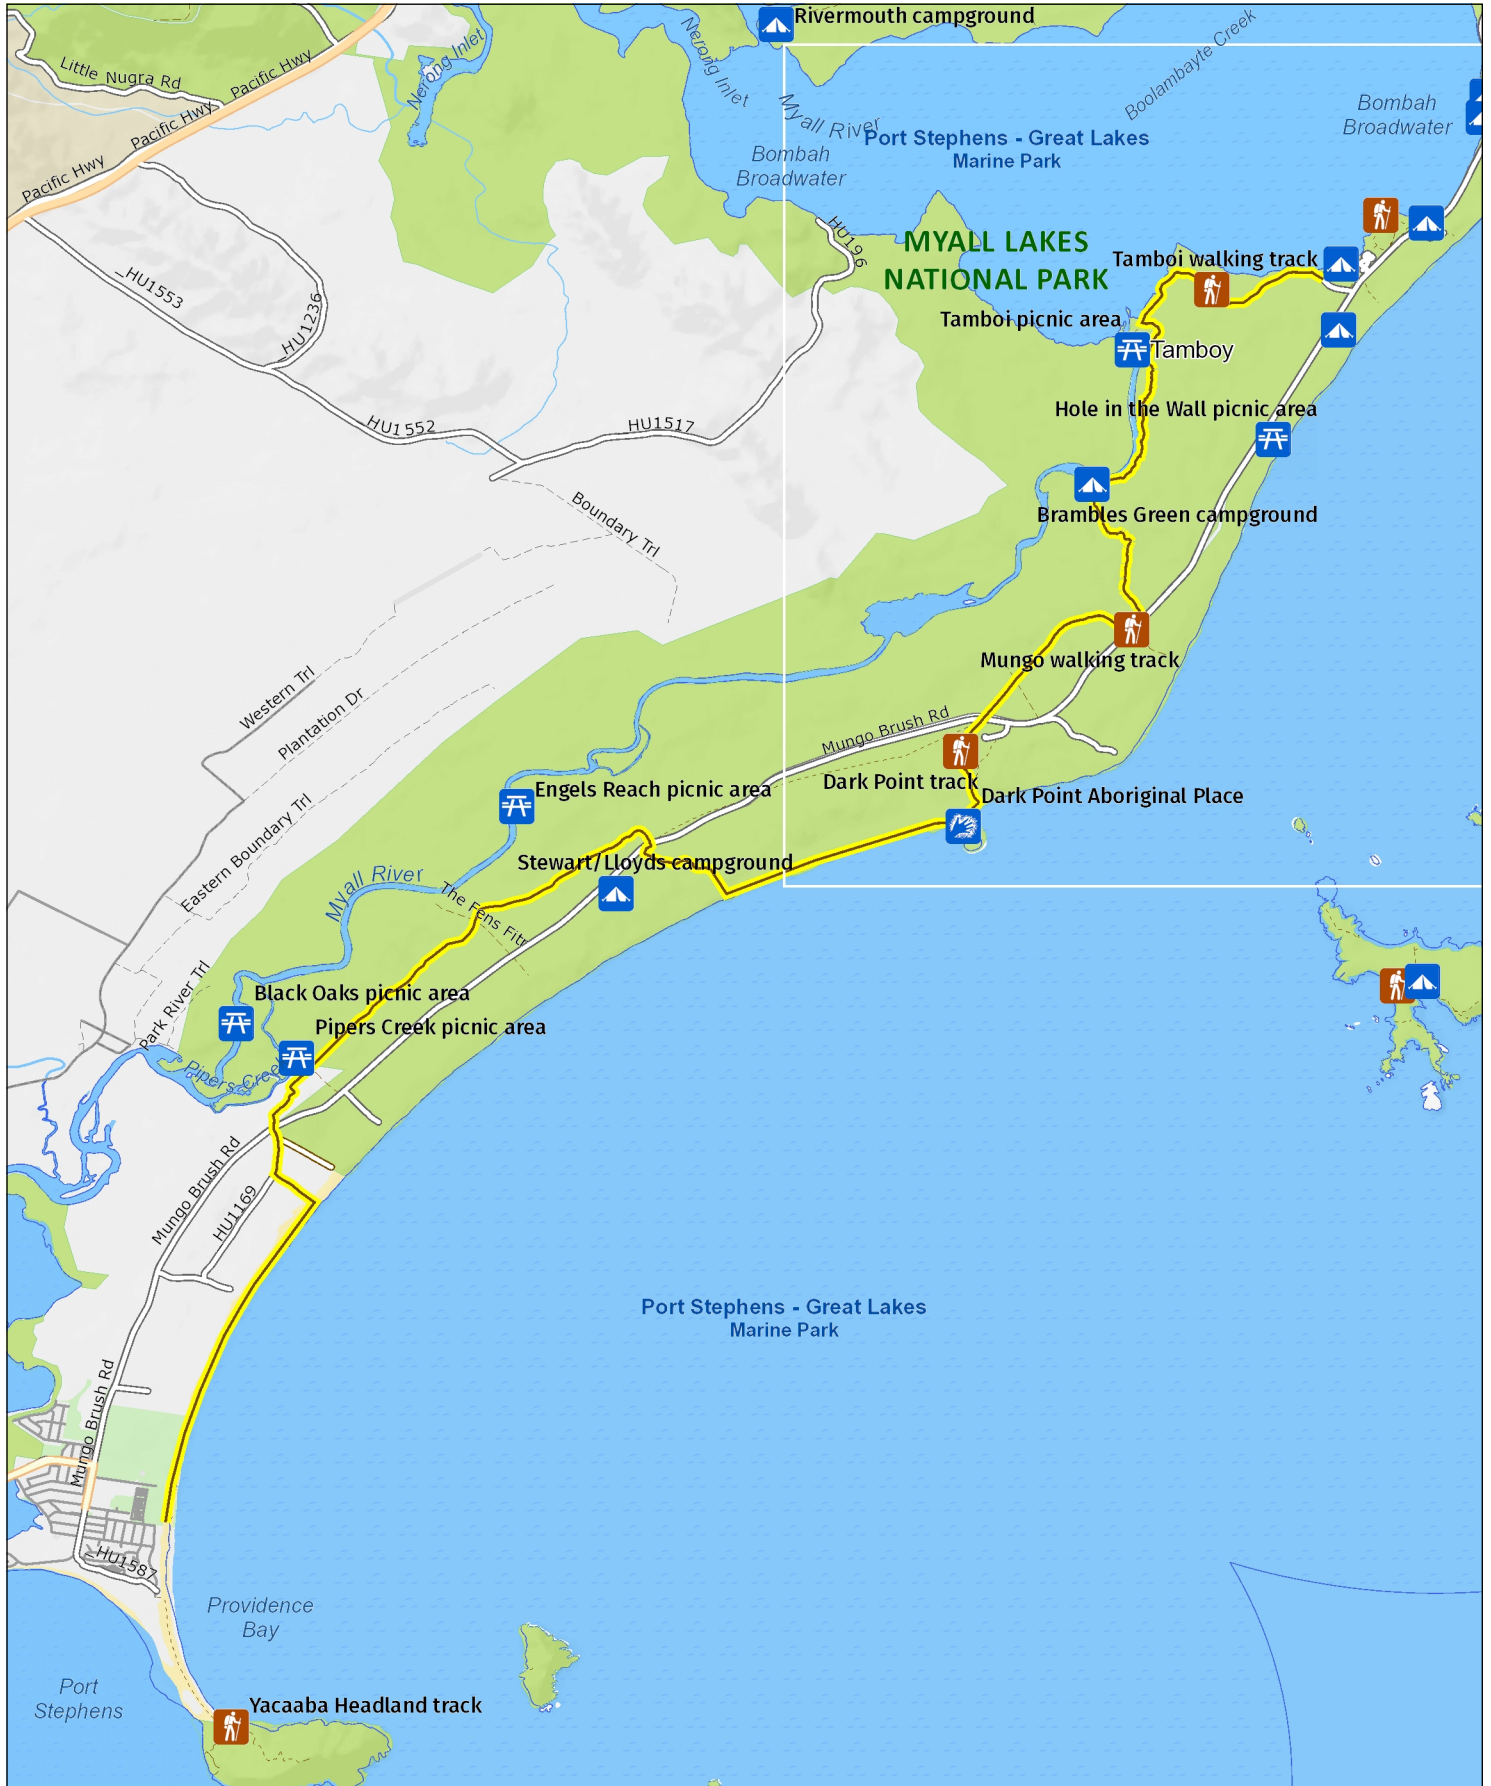 Rivermouth campground
Nerong Inlet
Nerong Inlet
Little Nugra Rd
Pacific Hwy
Pacific Hwy
Pacific Hwy
Boolambayte Creek
Myall River
Bombah
Broadwater
Port Stephens - Great Lakes
Marine Park
Bombah
Broadwater
HU196
MYALL LAKES
NATIONAL PARK
Tamboi walking track
_HU1553
HU1236
Tamboi picnic area
Tamboy
Hole in the Wall picnic area
HU1552
HU1517
Boundary Trl
Brambles Green campground
Western Trl
Plantation Dr
Mungo walking track
Mungo Brush Rd
Dark Point track
Dark Point Aboriginal Place
Engels Reach picnic area
Eastern Boundary Trl
Stewart/Lloyds campground
Myall River
The Fens Fitr
Park River Trl
Black Oaks picnic area
Pipers Creek picnic area
Pipers Creek
Mungo Brush Rd
HU1169
Port Stephens - Great Lakes
Marine Park
Mungo Brush Rd
_HU1587
Providence
Bay
Port
Stephens
Yacaaba Headland track